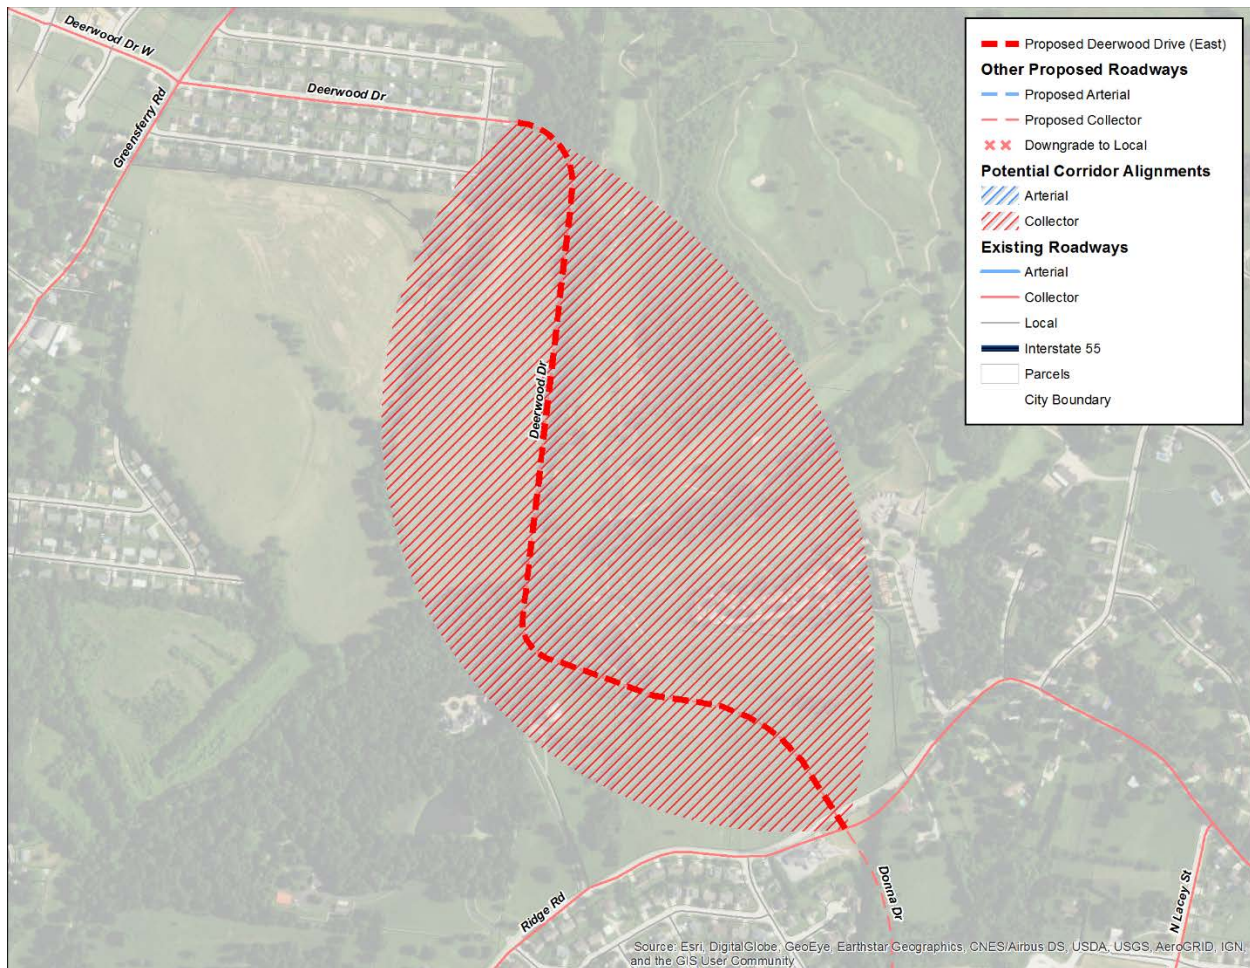 Deerwood Dr W
Deerwood Dr
Greensferry Rd
Deerwood Dr
Ridge Rd
Donna Dr
N Lacey St
Proposed Deerwood Drive (East)
Other Proposed Roadways
Proposed Arterial
Proposed Collector
Downgrade to Local
Potential Corridor Alignments
Arterial
Collector
Existing Roadways
Arterial
Collector
Local
Interstate 55
Parcels
City Boundary
Source: Esri, DigitalGlobe, GeoEye, Earthstar Geographics, CNES/Airbus DS, USDA, USGS, AeroGRID, IGN,
and the GIS User Community